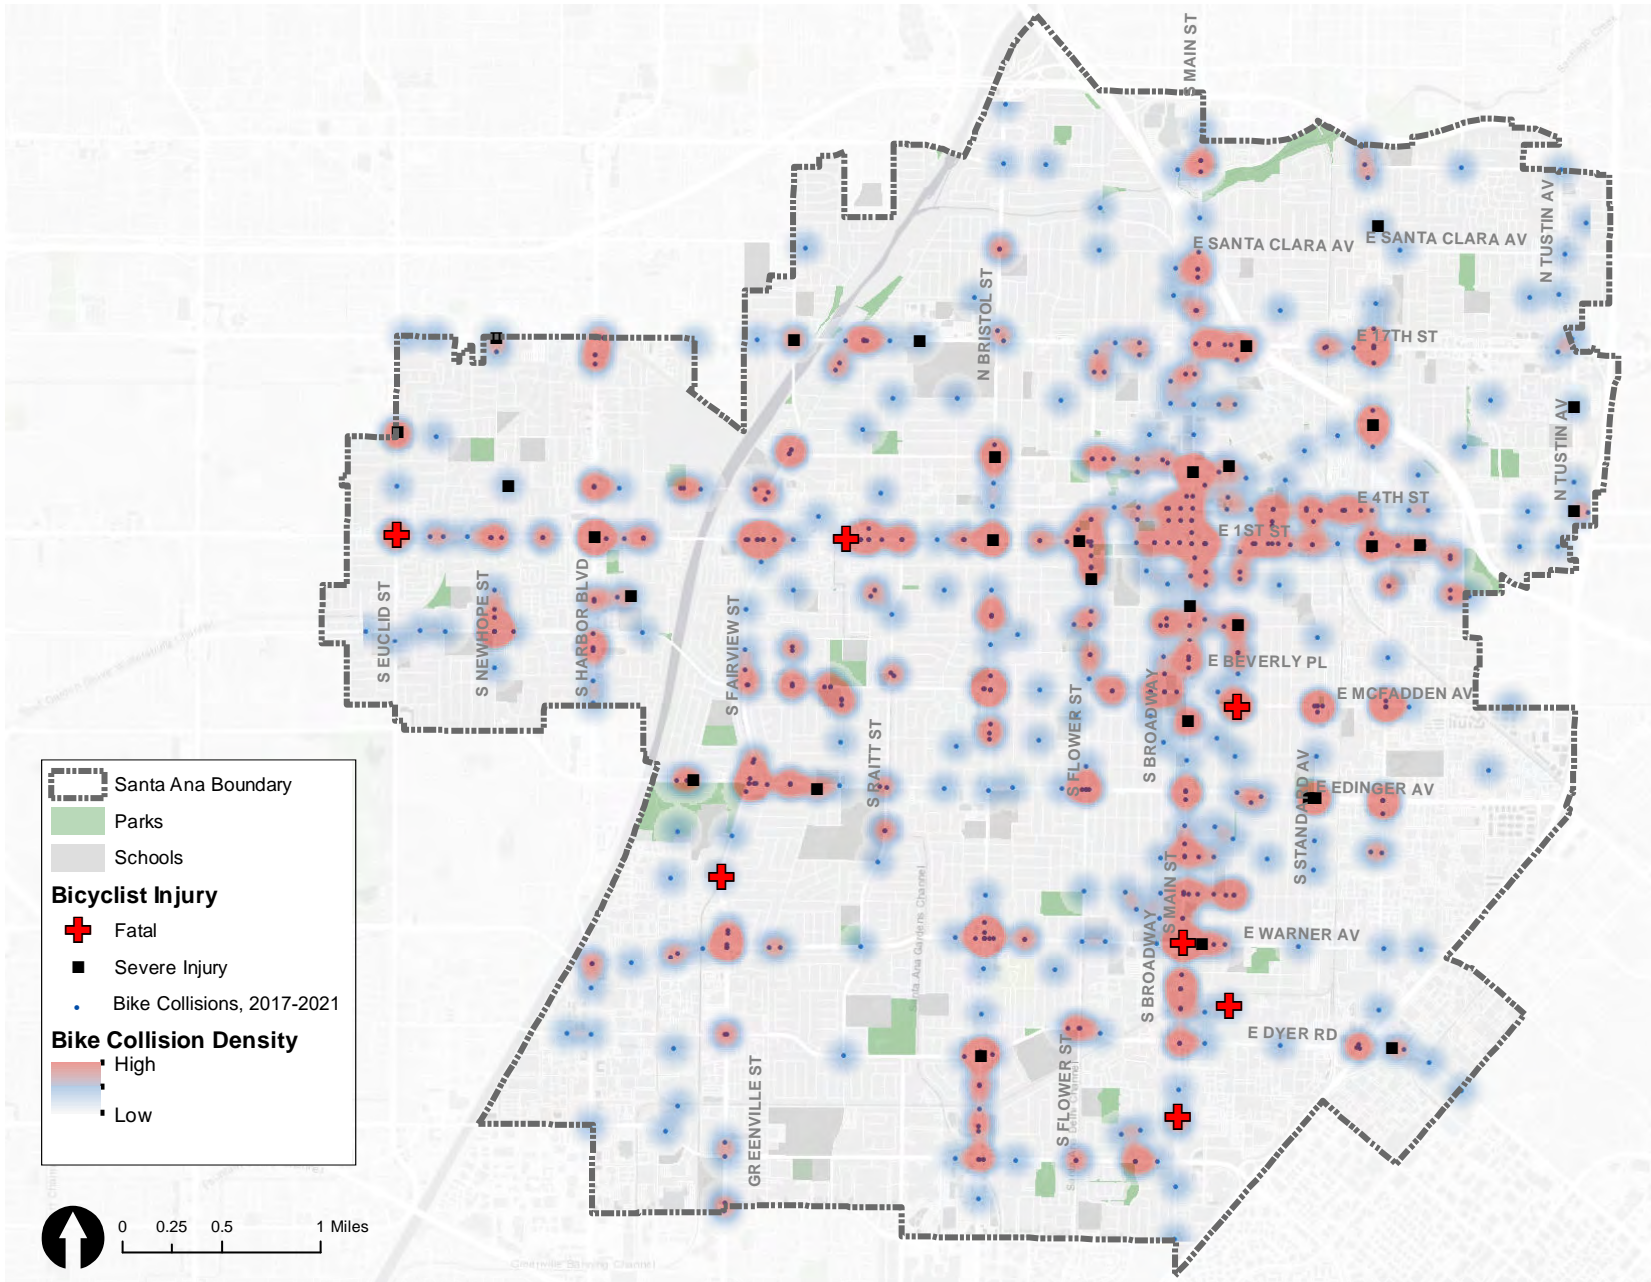 S MAIN ST
N TUSTIN AV
E SANTA CLARA AV
E SANTA CLARA AV
N BRISTOL ST
E 17TH ST
N TUSTIN AV
E 4TH ST
E 1ST ST
S EUCLID ST
S NEWHOPE ST
S HARBOR BLVD
S FAIRVIEW ST
E BEVERLY PL
E MCFADDEN AV
S FLOWER ST
S BROADWAY
S RAITT ST
S STANDARD AV
E EDINGER AV
S MAIN ST
E WARNER AV
S BROADWAY
E DYER RD
S FLOWER ST
GREENVILLE ST
Santa Ana Gardens Channel
Santa Ana Boundary
Parks
Schools
Bicyclist Injury
Fatal
Severe Injury
Bike Collisions, 2017-2021
Bike Collision Density
High
Low
0 0.25 0.5 1 Miles